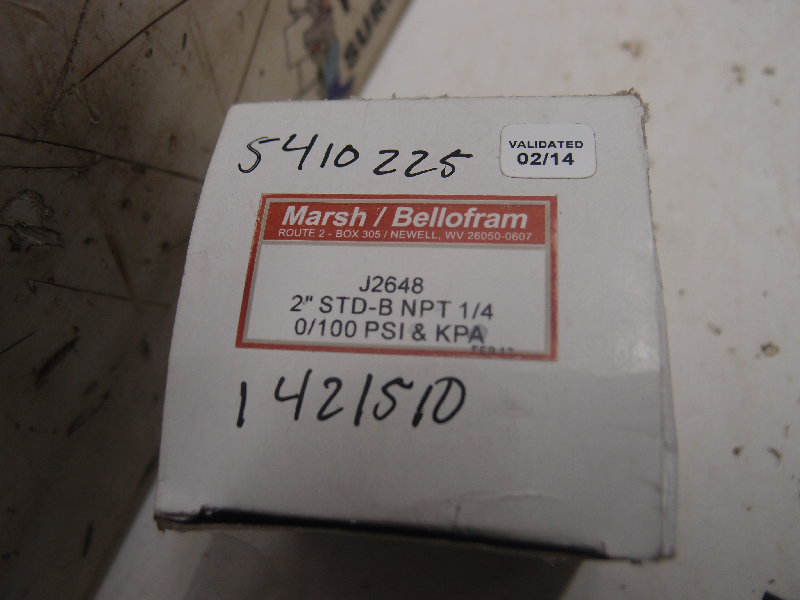 SUR
5410225
VALIDATED
02/14
Marsh / Bellofram
ROUTE 2 - BOX 305 / NEWELL, WV 26050-0607
J2648
2" STD-B NPT 1/4
0/100 PSI & KPA
1421510